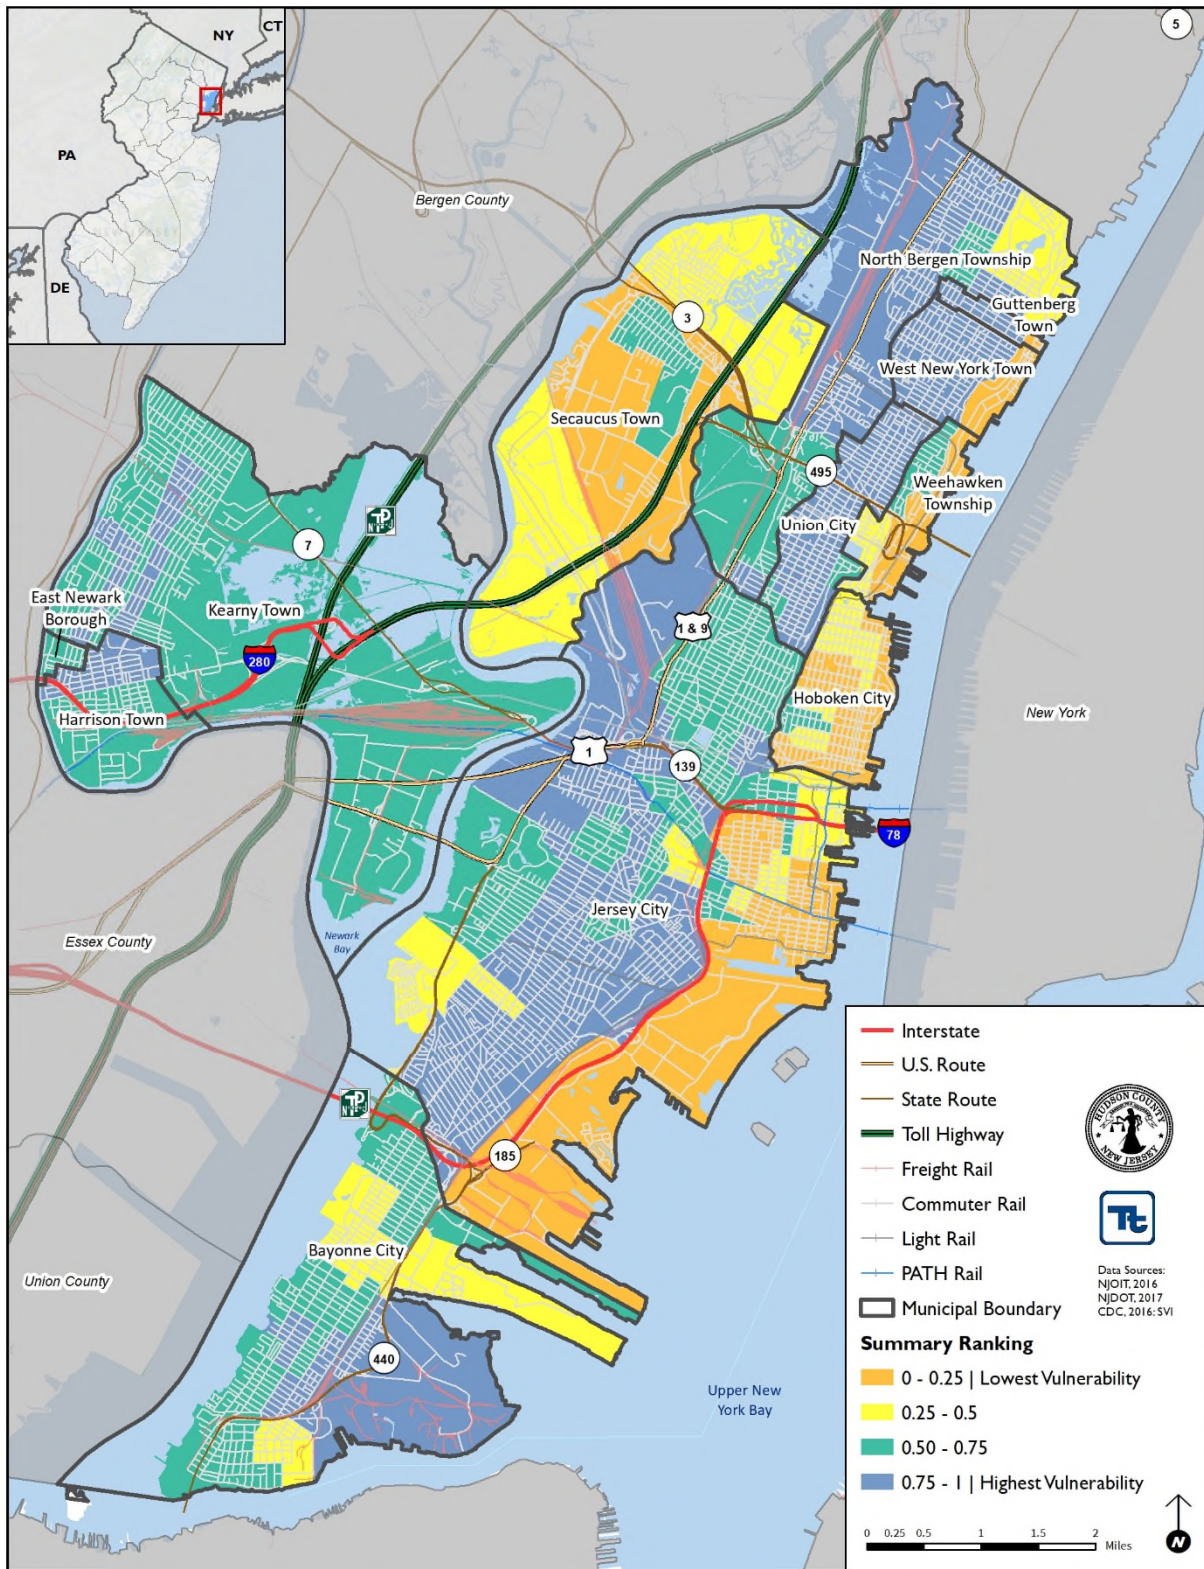 NY
CT
5
PA
DE
Bergen County
North Bergen Township
Guttenberg
Town
3
West New York Town
Secaucus Town
495
Weehawken
Township
Union City
7
East Newark
Borough
Kearny Town
1 & 9
280
Hoboken City
Harrison Town
New York
1
139
78
Jersey City
Essex County
Newark
Bay
185
Bayonne City
Union County
440
Upper New
York Bay
Interstate
U.S. Route
State Route
Toll Highway
Freight Rail
Commuter Rail
Light Rail
PATH Rail
Municipal Boundary
HUDSON COUNTY
NEW JERSEY
Tt
Data Sources:
NJOIT, 2016
NJDOT, 2017
CDC, 2016: SVI
Summary Ranking
0 - 0.25 | Lowest Vulnerability
0.25 - 0.5
0.50 - 0.75
0.75 - 1 | Highest Vulnerability
0 0.25 0.5 1 1.5 2
Miles
N